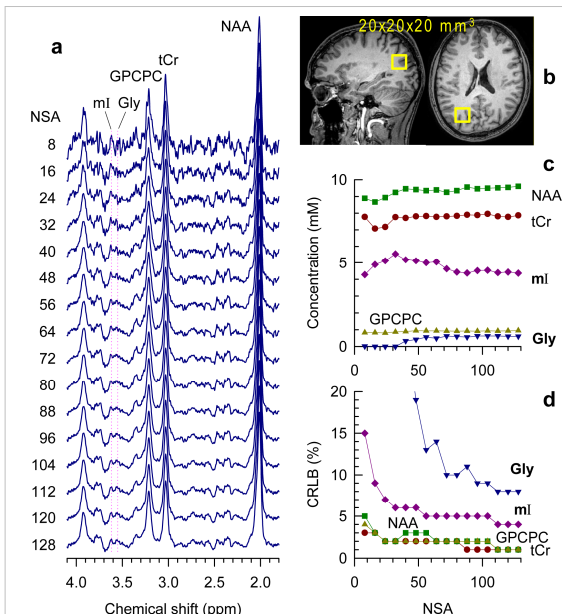 a
NAA
tCr
GPCPC
mI Gly
NSA
8
16
24
32
40
48
56
64
72
80
88
96
104
112
120
128
4.0 3.5 3.0 2.5 2.0
Chemical shift (ppm)
20x20x20 mm3
b
c
10
5
0
Concentration (mM)
NAA
tCr
mI
GPCPC
Gly
0 50 100
d
20
15
10
5
0
CRLB (%)
Gly
mI
NAA
GPCPC
tCr
0 50 100
NSA